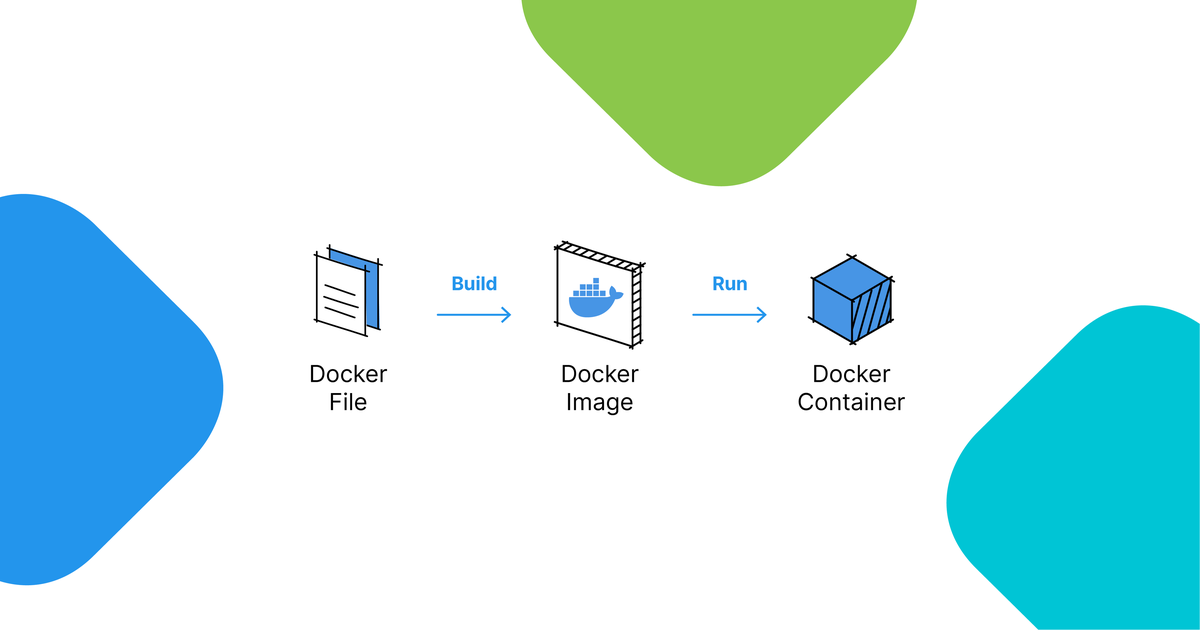 Build
Run
Docker
File
Docker
Image
Docker
Container